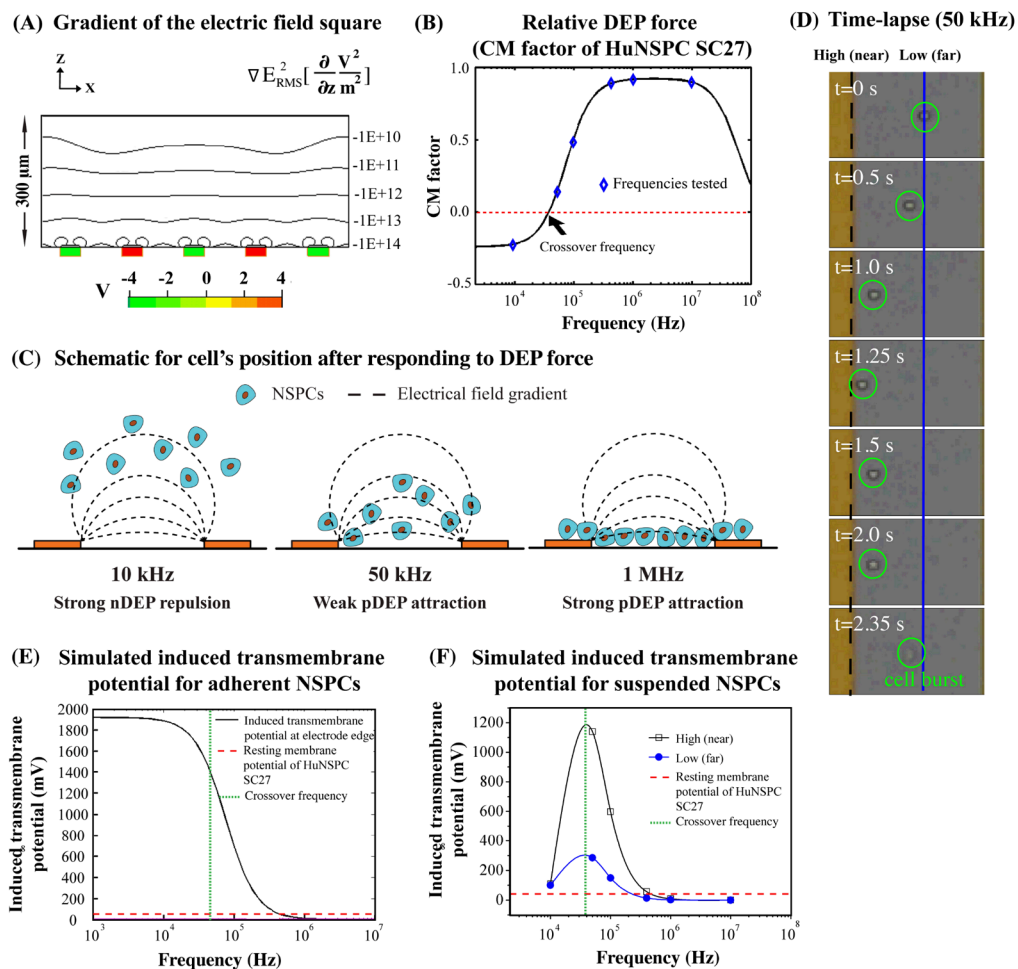 (A) Gradient of the electric field square
Z
X
∇ E²RMS [ ∂/∂z V²/m² ]
300 µm
-1E+10
-1E+11
-1E+12
-1E+13
-1E+14
V
-4 -2 0 2 4
(B) Relative DEP force
(CM factor of HuNSPC SC27)
CM factor
1.0
0.5
0.0
-0.5
Frequencies tested
Crossover frequency
10⁴ 10⁵ 10⁶ 10⁷ 10⁸
Frequency (Hz)
(C) Schematic for cell's position after responding to DEP force
NSPCs
Electrical field gradient
10 kHz
Strong nDEP repulsion
50 kHz
Weak pDEP attraction
1 MHz
Strong pDEP attraction
(D) Time-lapse (50 kHz)
High (near) Low (far)
t=0 s
t=0.5 s
t=1.0 s
t=1.25 s
t=1.5 s
t=2.0 s
t=2.35 s
cell burst
(E) Simulated induced transmembrane
potential for adherent NSPCs
Induced transmembrane
potential (mV)
2000
1800
1600
1400
1200
1000
800
600
400
200
0
Induced transmembrane
potential at electrode edge
Resting membrane
potential of HuNSPC
SC27
Crossover frequency
10³ 10⁴ 10⁵ 10⁶ 10⁷
Frequency (Hz)
(F) Simulated induced transmembrane
potential for suspended NSPCs
Induced transmembrane
potential (mV)
1200
1000
800
600
400
200
0
High (near)
Low (far)
Resting membrane
potential of HuNSPC
SC27
Crossover frequency
10⁴ 10⁵ 10⁶ 10⁷ 10⁸
Frequency (Hz)